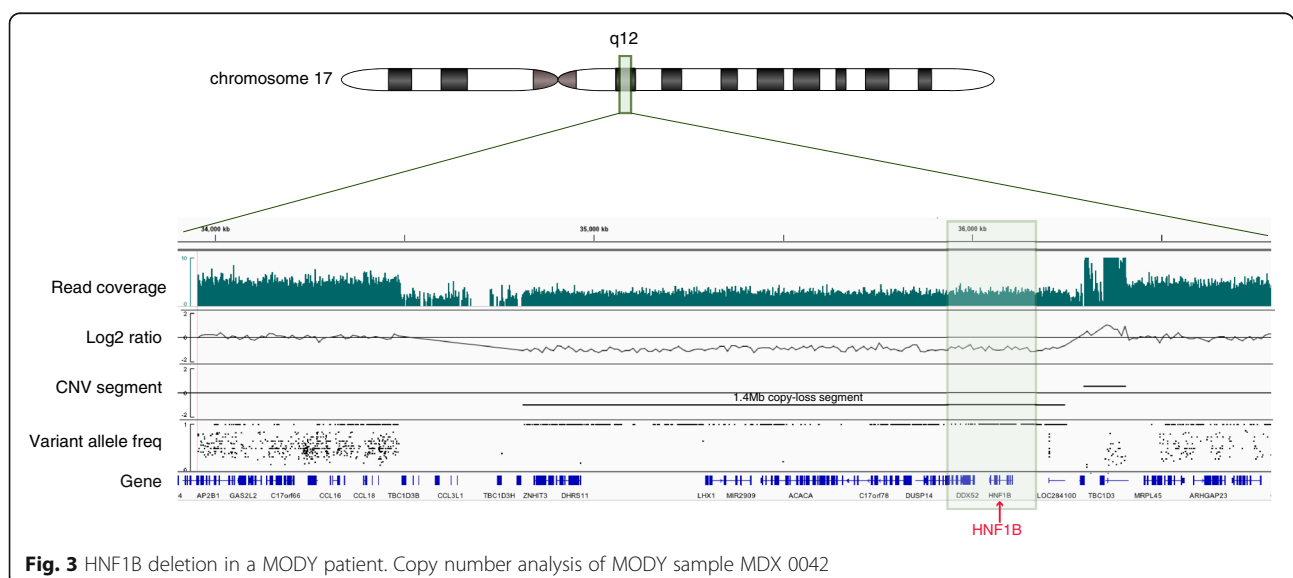 q12
chromosome 17
34,000 kb 35,000 kb 36,000 kb
10
Read coverage
0
2
Log2 ratio
0
-2
2
CNV segment
0
1.4Mb copy-loss segment
-2
1
Variant allele freq
0
Gene
4 AP2B1 GAS2L2 C17orf66 CCL16 CCL18 TBC1D3B CCL3L1 TBC1D3H ZNHIT3 DHRS11 LHX1 MIR2909 ACACA C17orf78 DUSP14 DDX52 HNF1B LOC284100 TBC1D3 MRPL45 ARHGAP23
HNF1B
Fig. 3 HNF1B deletion in a MODY patient. Copy number analysis of MODY sample MDX 0042